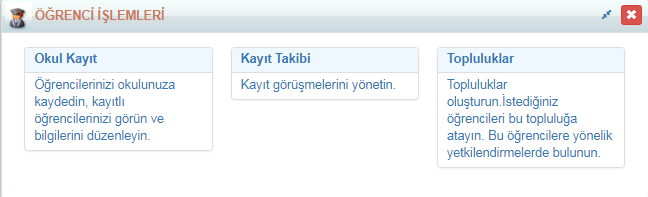 ÖĞRENCİ İŞLEMLERİ
Okul Kayıt
Öğrencilerinizi okulunuza
kaydedin, kayıtlı
öğrencilerinizi görün ve
bilgilerini düzenleyin.
Kayıt Takibi
Kayıt görüşmelerini yönetin.
Topluluklar
Topluluklar
oluşturun.İstediğiniz
öğrencileri bu topluluğa
atayın. Bu öğrencilere yönelik
yetkilendirmelerde bulunun.